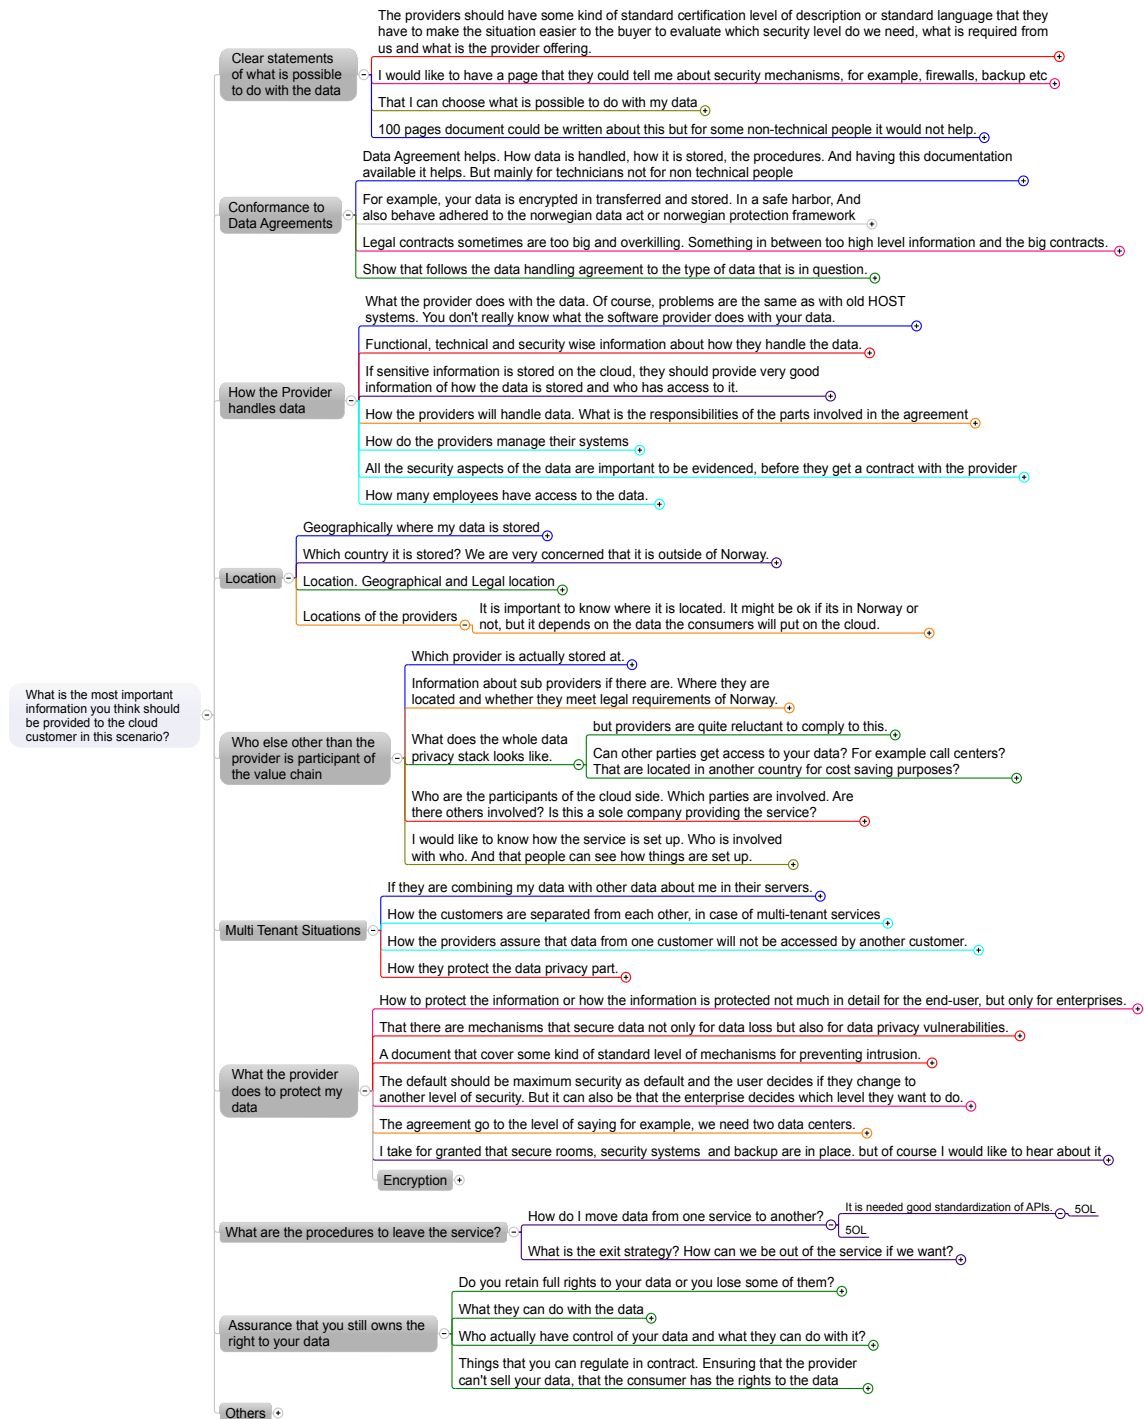 What is the most important
information you think should
be provided to the cloud
customer in this scenario?
Clear statements
of what is possible
to do with the data
The providers should have some kind of standard certification level of description or standard language that they
have to make the situation easier to the buyer to evaluate which security level do we need, what is required from
us and what is the provider offering.
I would like to have a page that they could tell me about security mechanisms, for example, firewalls, backup etc
That I can choose what is possible to do with my data
100 pages document could be written about this but for some non-technical people it would not help.
Conformance to
Data Agreements
Data Agreement helps. How data is handled, how it is stored, the procedures. And having this documentation
available it helps. But mainly for technicians not for non technical people
For example, your data is encrypted in transferred and stored. In a safe harbor, And
also behave adhered to the norwegian data act or norwegian protection framework
Legal contracts sometimes are too big and overkilling. Something in between too high level information and the big contracts.
Show that follows the data handling agreement to the type of data that is in question.
How the Provider
handles data
What the provider does with the data. Of course, problems are the same as with old HOST
systems. You don't really know what the software provider does with your data.
Functional, technical and security wise information about how they handle the data.
If sensitive information is stored on the cloud, they should provide very good
information of how the data is stored and who has access to it.
How the providers will handle data. What is the responsibilities of the parts involved in the agreement
How do the providers manage their systems
All the security aspects of the data are important to be evidenced, before they get a contract with the provider
How many employees have access to the data.
Location
Geographically where my data is stored
Which country it is stored? We are very concerned that it is outside of Norway.
Location. Geographical and Legal location
Locations of the providers
It is important to know where it is located. It might be ok if its in Norway or
not, but it depends on the data the consumers will put on the cloud.
Who else other than the
provider is participant of
the value chain
Which provider is actually stored at.
Information about sub providers if there are. Where they are
located and whether they meet legal requirements of Norway.
What does the whole data
privacy stack looks like.
but providers are quite reluctant to comply to this.
Can other parties get access to your data? For example call centers?
That are located in another country for cost saving purposes?
Who are the participants of the cloud side. Which parties are involved. Are
there others involved? Is this a sole company providing the service?
I would like to know how the service is set up. Who is involved
with who. And that people can see how things are set up.
Multi Tenant Situations
If they are combining my data with other data about me in their servers.
How the customers are separated from each other, in case of multi-tenant services
How the providers assure that data from one customer will not be accessed by another customer.
How they protect the data privacy part.
What the provider
does to protect my
data
How to protect the information or how the information is protected not much in detail for the end-user, but only for enterprises.
That there are mechanisms that secure data not only for data loss but also for data privacy vulnerabilities.
A document that cover some kind of standard level of mechanisms for preventing intrusion.
The default should be maximum security as default and the user decides if they change to
another level of security. But it can also be that the enterprise decides which level they want to do.
The agreement go to the level of saying for example, we need two data centers.
I take for granted that secure rooms, security systems and backup are in place. but of course I would like to hear about it
Encryption
What are the procedures to leave the service?
How do I move data from one service to another?
It is needed good standardization of APIs.
5OL
5OL
What is the exit strategy? How can we be out of the service if we want?
Assurance that you still owns the
right to your data
Do you retain full rights to your data or you lose some of them?
What they can do with the data
Who actually have control of your data and what they can do with it?
Things that you can regulate in contract. Ensuring that the provider
can't sell your data, that the consumer has the rights to the data
Others